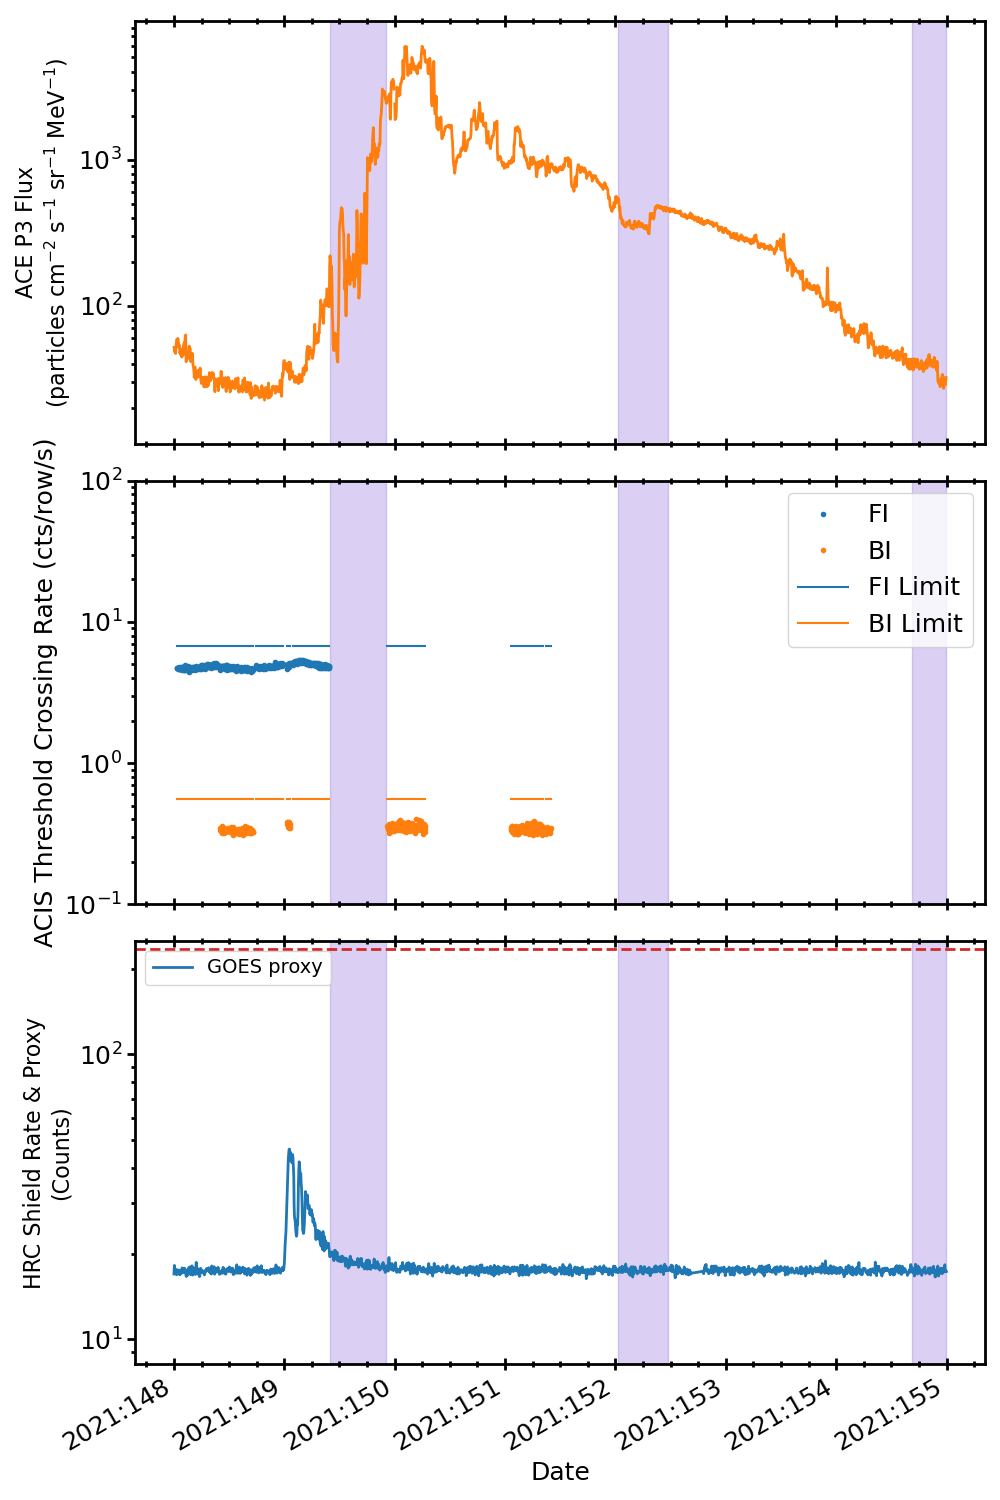 ACE P3 Flux
(particles cm⁻² s⁻¹ sr⁻¹ MeV⁻¹)
10³
10²
ACIS Threshold Crossing Rate (cts/row/s)
10²
10¹
10⁰
10⁻¹
FI
BI
FI Limit
BI Limit
HRC Shield Rate & Proxy
(Counts)
10²
10¹
GOES proxy
2021:148
2021:149
2021:150
2021:151
2021:152
2021:153
2021:154
2021:155
Date